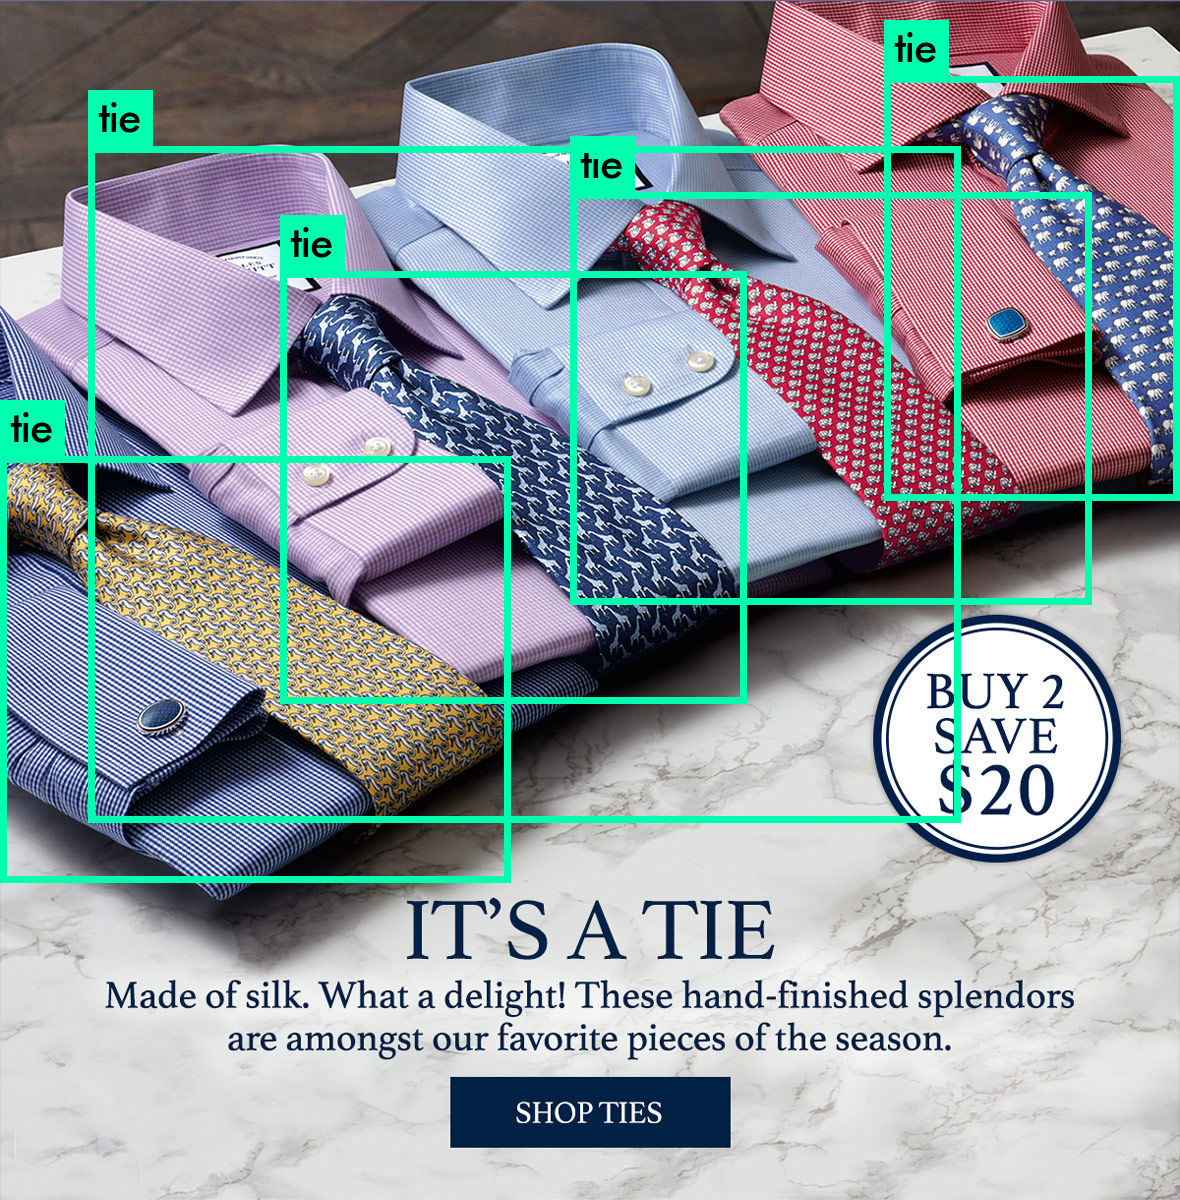 tie
tie
tie
tie
tie
BUY 2
SAVE
$20
IT’S A TIE
Made of silk. What a delight! These hand-finished splendors
are amongst our favorite pieces of the season.
SHOP TIES